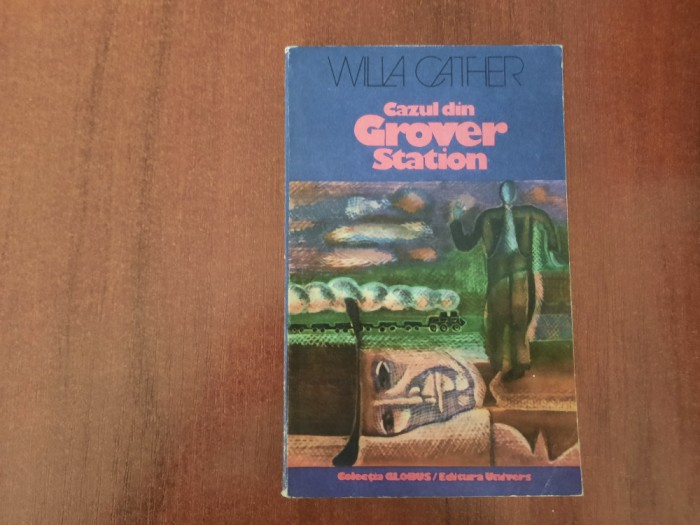 WILLA CATHER
Cazul din
Grover
Station
Colecția GLOBUS / Editura Univers